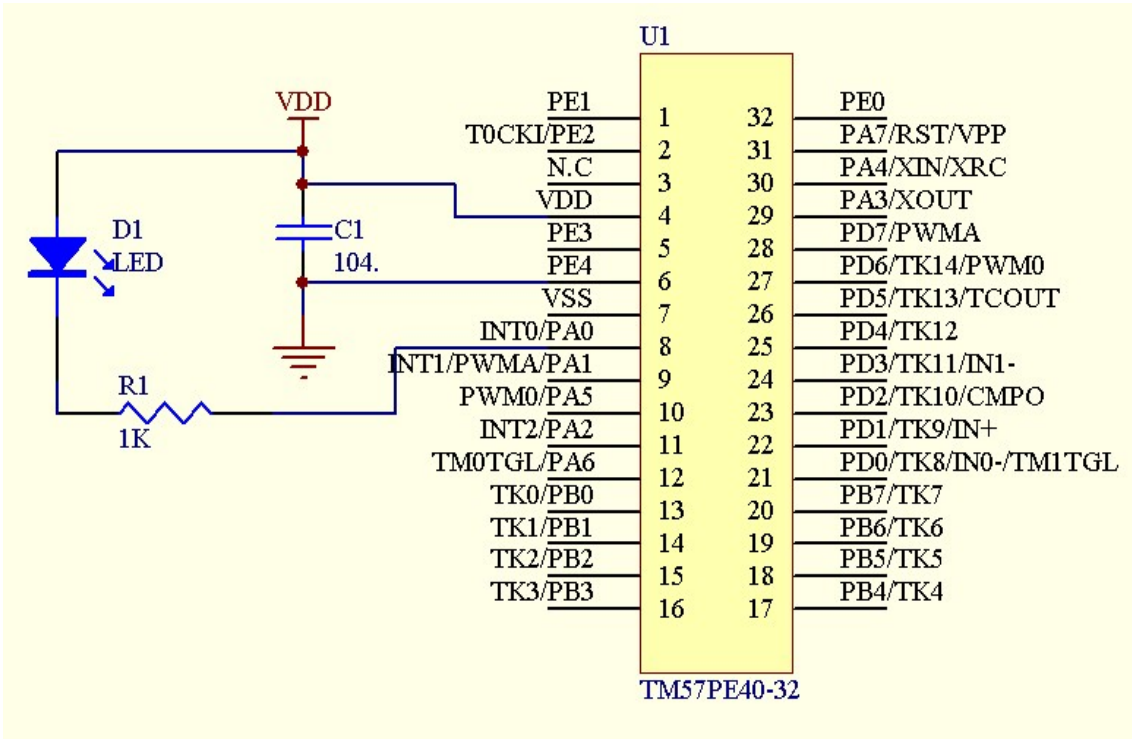 U1
VDD
D1
LED
C1
104.
R1
1K
PE1 1
T0CKI/PE2 2
N.C 3
VDD 4
PE3 5
PE4 6
VSS 7
INT0/PA0 8
INT1/PWMA/PA1 9
PWM0/PA5 10
INT2/PA2 11
TM0TGL/PA6 12
TK0/PB0 13
TK1/PB1 14
TK2/PB2 15
TK3/PB3 16
32 PE0
31 PA7/RST/VPP
30 PA4/XIN/XRC
29 PA3/XOUT
28 PD7/PWMA
27 PD6/TK14/PWM0
26 PD5/TK13/TCOUT
25 PD4/TK12
24 PD3/TK11/IN1-
23 PD2/TK10/CMPO
22 PD1/TK9/IN+
21 PD0/TK8/IN0-/TM1TGL
20 PB7/TK7
19 PB6/TK6
18 PB5/TK5
17 PB4/TK4
TM57PE40-32